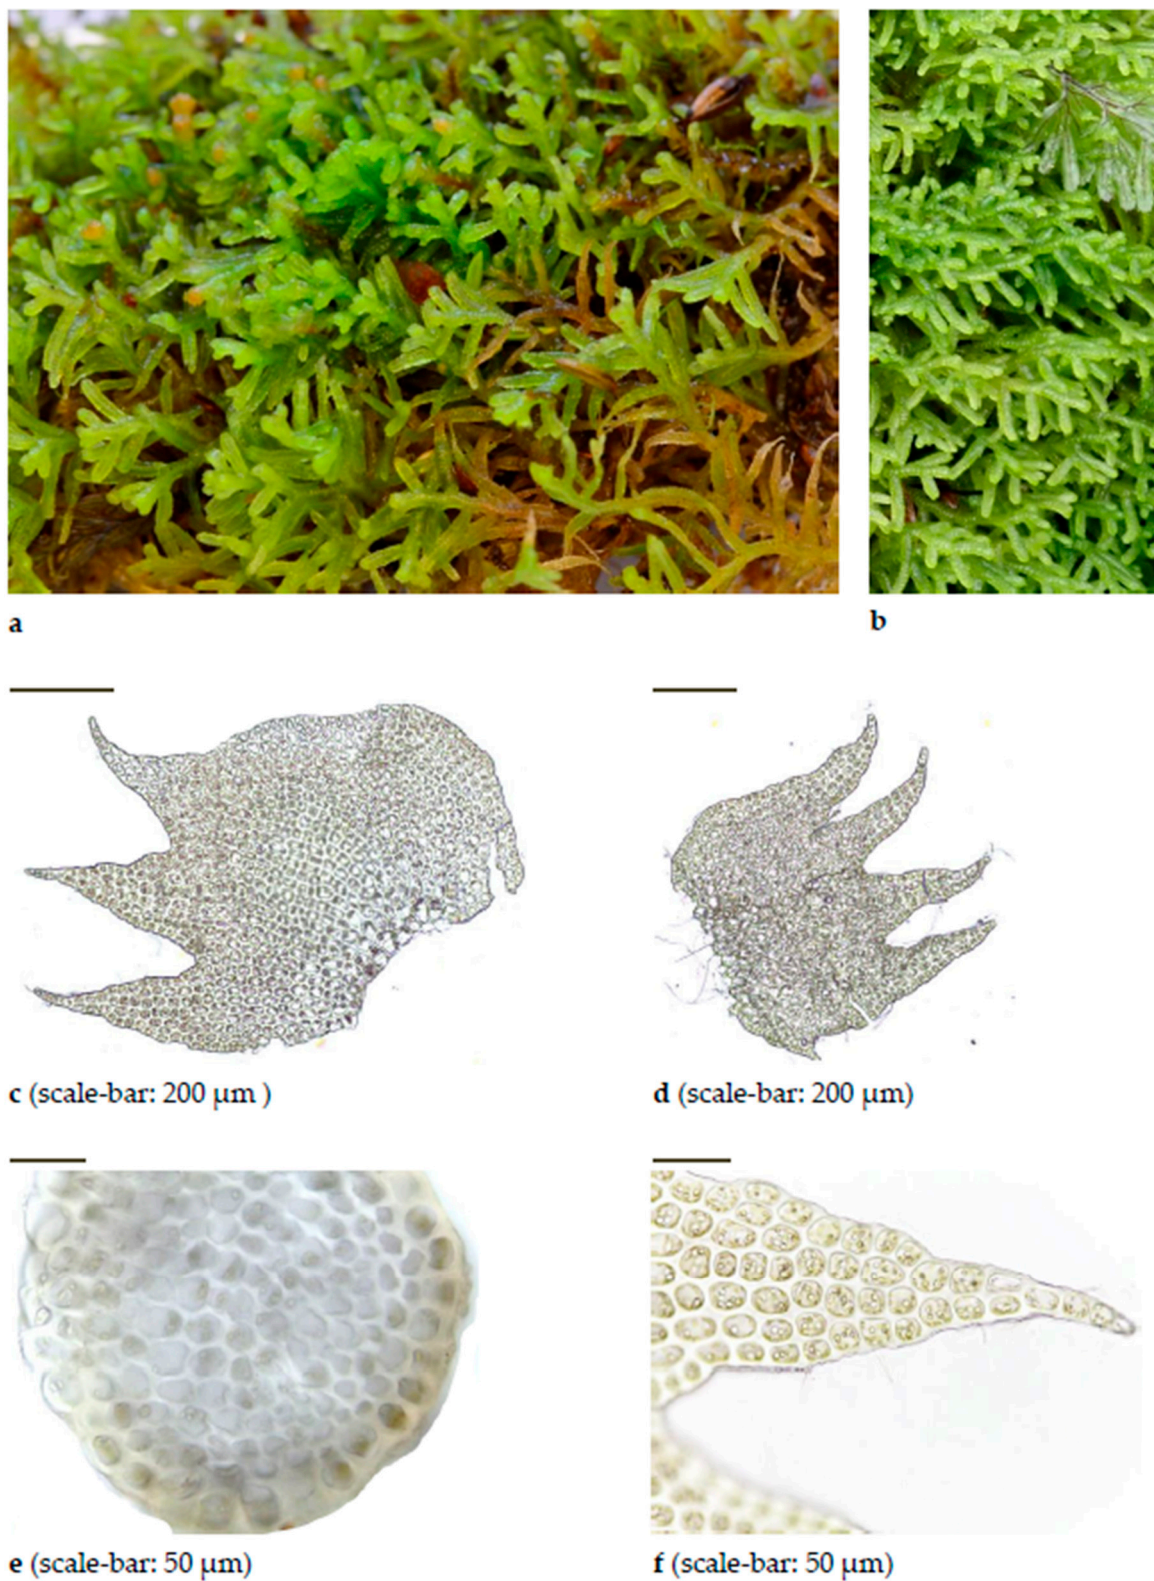 a
b
c (scale-bar: 200 µm )
d (scale-bar: 200 µm)
e (scale-bar: 50 µm)
f (scale-bar: 50 µm)